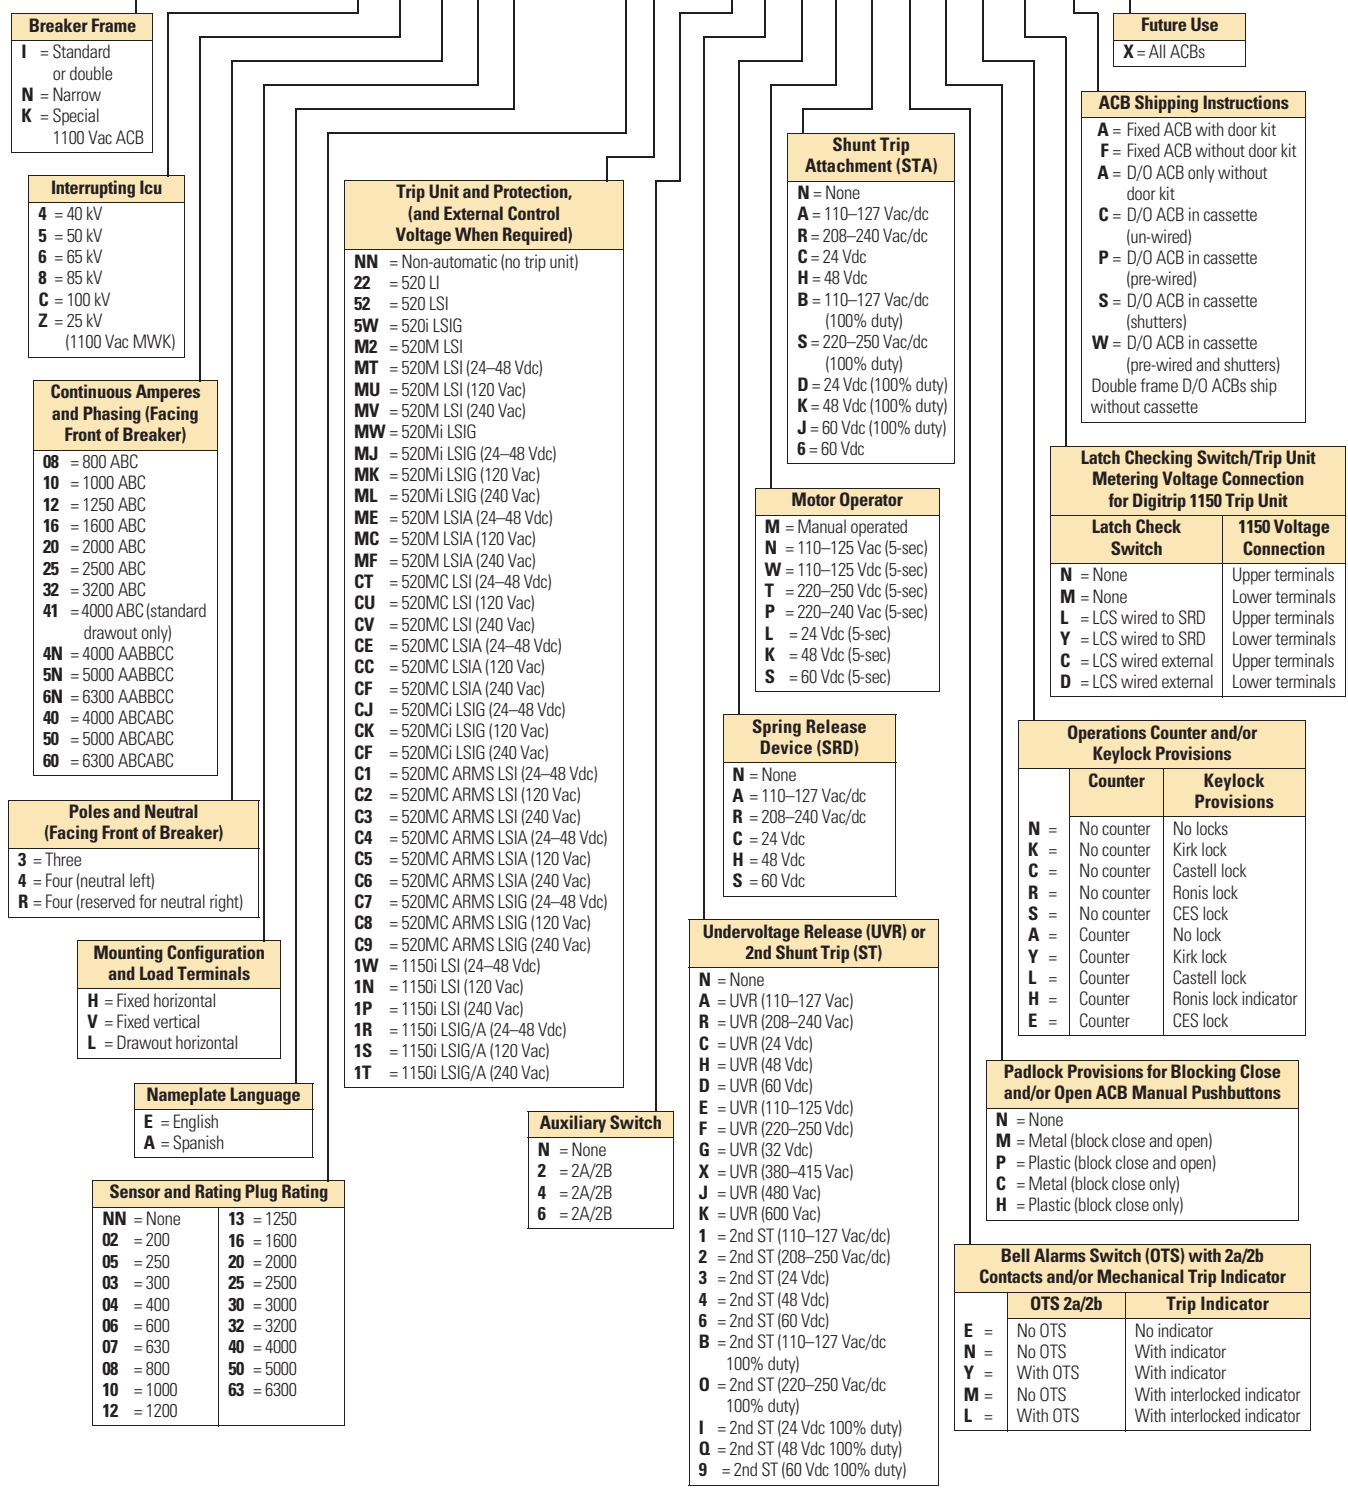 Breaker Frame
I = Standard
or double
N = Narrow
K = Special
1100 Vac ACB
Interrupting Icu
4 = 40 kV
5 = 50 kV
6 = 65 kV
8 = 85 kV
C = 100 kV
Z = 25 kV
(1100 Vac MWK)
Continuous Amperes
and Phasing (Facing
Front of Breaker)
08 = 800 ABC
10 = 1000 ABC
12 = 1250 ABC
16 = 1600 ABC
20 = 2000 ABC
25 = 2500 ABC
32 = 3200 ABC
41 = 4000 ABC (standard
drawout only)
4N = 4000 AABBCC
5N = 5000 AABBCC
6N = 6300 AABBCC
40 = 4000 ABCABC
50 = 5000 ABCABC
60 = 6300 ABCABC
Poles and Neutral
(Facing Front of Breaker)
3 = Three
4 = Four (neutral left)
R = Four (reserved for neutral right)
Mounting Configuration
and Load Terminals
H = Fixed horizontal
V = Fixed vertical
L = Drawout horizontal
Nameplate Language
E = English
A = Spanish
Sensor and Rating Plug Rating
NN = None
02 = 200
05 = 250
03 = 300
04 = 400
06 = 600
07 = 630
08 = 800
10 = 1000
12 = 1200
13 = 1250
16 = 1600
20 = 2000
25 = 2500
30 = 3000
32 = 3200
40 = 4000
50 = 5000
63 = 6300
Trip Unit and Protection,
(and External Control
Voltage When Required)
NN = Non-automatic (no trip unit)
22 = 520 LI
52 = 520 LSI
5W = 520i LSIG
M2 = 520M LSI
MT = 520M LSI (24–48 Vdc)
MU = 520M LSI (120 Vac)
MV = 520M LSI (240 Vac)
MW = 520Mi LSIG
MJ = 520Mi LSIG (24–48 Vdc)
MK = 520Mi LSIG (120 Vac)
ML = 520Mi LSIG (240 Vac)
ME = 520M LSIA (24–48 Vdc)
MC = 520M LSIA (120 Vac)
MF = 520M LSIA (240 Vac)
CT = 520MC LSI (24–48 Vdc)
CU = 520MC LSI (120 Vac)
CV = 520MC LSI (240 Vac)
CE = 520MC LSIA (24–48 Vdc)
CC = 520MC LSIA (120 Vac)
CF = 520MC LSIA (240 Vac)
CJ = 520MCi LSIG (24–48 Vdc)
CK = 520MCi LSIG (120 Vac)
CF = 520MCi LSIG (240 Vac)
C1 = 520MC ARMS LSI (24–48 Vdc)
C2 = 520MC ARMS LSI (120 Vac)
C3 = 520MC ARMS LSI (240 Vac)
C4 = 520MC ARMS LSIA (24–48 Vdc)
C5 = 520MC ARMS LSIA (120 Vac)
C6 = 520MC ARMS LSIA (240 Vac)
C7 = 520MC ARMS LSIG (24–48 Vdc)
C8 = 520MC ARMS LSIG (120 Vac)
C9 = 520MC ARMS LSIG (240 Vac)
1W = 1150i LSI (24–48 Vdc)
1N = 1150i LSI (120 Vac)
1P = 1150i LSI (240 Vac)
1R = 1150i LSIG/A (24–48 Vdc)
1S = 1150i LSIG/A (120 Vac)
1T = 1150i LSIG/A (240 Vac)
Auxiliary Switch
N = None
2 = 2A/2B
4 = 2A/2B
6 = 2A/2B
Undervoltage Release (UVR) or
2nd Shunt Trip (ST)
N = None
A = UVR (110–127 Vac)
R = UVR (208–240 Vac)
C = UVR (24 Vdc)
H = UVR (48 Vdc)
D = UVR (60 Vdc)
E = UVR (110–125 Vdc)
F = UVR (220–250 Vdc)
G = UVR (32 Vdc)
X = UVR (380–415 Vac)
J = UVR (480 Vac)
K = UVR (600 Vac)
1 = 2nd ST (110–127 Vac/dc)
2 = 2nd ST (208–250 Vac/dc)
3 = 2nd ST (24 Vdc)
4 = 2nd ST (48 Vdc)
6 = 2nd ST (60 Vdc)
B = 2nd ST (110–127 Vac/dc
100% duty)
O = 2nd ST (220–250 Vac/dc
100% duty)
I = 2nd ST (24 Vdc 100% duty)
Q = 2nd ST (48 Vdc 100% duty)
9 = 2nd ST (60 Vdc 100% duty)
Spring Release
Device (SRD)
N = None
A = 110–127 Vac/dc
R = 208–240 Vac/dc
C = 24 Vdc
H = 48 Vdc
S = 60 Vdc
Motor Operator
M = Manual operated
N = 110–125 Vac (5-sec)
W = 110–125 Vdc (5-sec)
T = 220–250 Vdc (5-sec)
P = 220–240 Vac (5-sec)
L = 24 Vdc (5-sec)
K = 48 Vdc (5-sec)
S = 60 Vdc (5-sec)
Shunt Trip
Attachment (STA)
N = None
A = 110–127 Vac/dc
R = 208–240 Vac/dc
C = 24 Vdc
H = 48 Vdc
B = 110–127 Vac/dc
(100% duty)
S = 220–250 Vac/dc
(100% duty)
D = 24 Vdc (100% duty)
K = 48 Vdc (100% duty)
J = 60 Vdc (100% duty)
6 = 60 Vdc
Future Use
X = All ACBs
ACB Shipping Instructions
A = Fixed ACB with door kit
F = Fixed ACB without door kit
A = D/O ACB only without
door kit
C = D/O ACB in cassette
(un-wired)
P = D/O ACB in cassette
(pre-wired)
S = D/O ACB in cassette
(shutters)
W = D/O ACB in cassette
(pre-wired and shutters)
Double frame D/O ACBs ship
without cassette
Latch Checking Switch/Trip Unit
Metering Voltage Connection
for Digitrip 1150 Trip Unit
Latch Check Switch 1150 Voltage Connection
N = None Upper terminals
M = None Lower terminals
L = LCS wired to SRD Upper terminals
Y = LCS wired to SRD Lower terminals
C = LCS wired external Upper terminals
D = LCS wired external Lower terminals
Operations Counter and/or
Keylock Provisions
Counter Keylock Provisions
N = No counter No locks
K = No counter Kirk lock
C = No counter Castell lock
R = No counter Ronis lock
S = No counter CES lock
A = Counter No lock
Y = Counter Kirk lock
L = Counter Castell lock
H = Counter Ronis lock indicator
E = Counter CES lock
Padlock Provisions for Blocking Close
and/or Open ACB Manual Pushbuttons
N = None
M = Metal (block close and open)
P = Plastic (block close and open)
C = Metal (block close only)
H = Plastic (block close only)
Bell Alarms Switch (OTS) with 2a/2b
Contacts and/or Mechanical Trip Indicator
OTS 2a/2b Trip Indicator
E = No OTS No indicator
N = No OTS With indicator
Y = With OTS With indicator
M = No OTS With interlocked indicator
L = With OTS With interlocked indicator